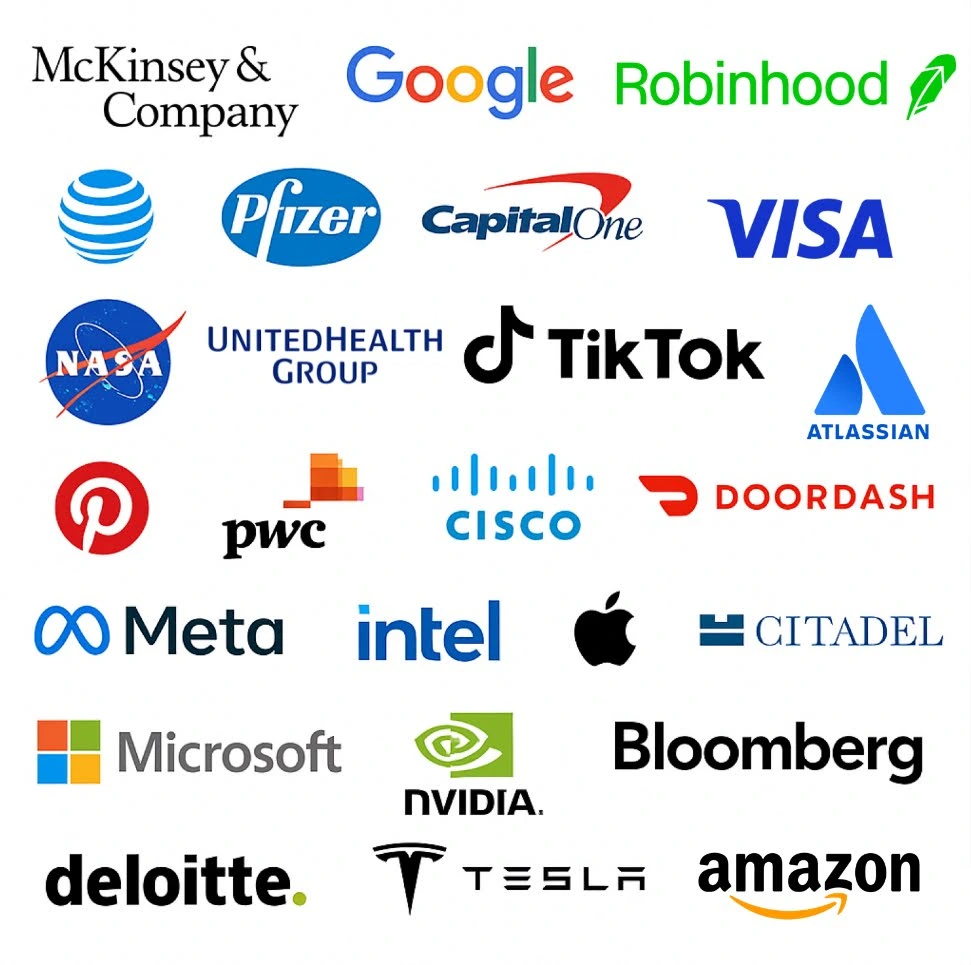 McKinsey &
Company
Google
Robinhood
Pfizer
CapitalOne
VISA
NASA
UNITEDHEALTH
GROUP
TikTok
ATLASSIAN
pwc
CISCO
DOORDASH
Meta
intel
CITADEL
Microsoft
NVIDIA.
Bloomberg
deloitte.
TESLA
amazon